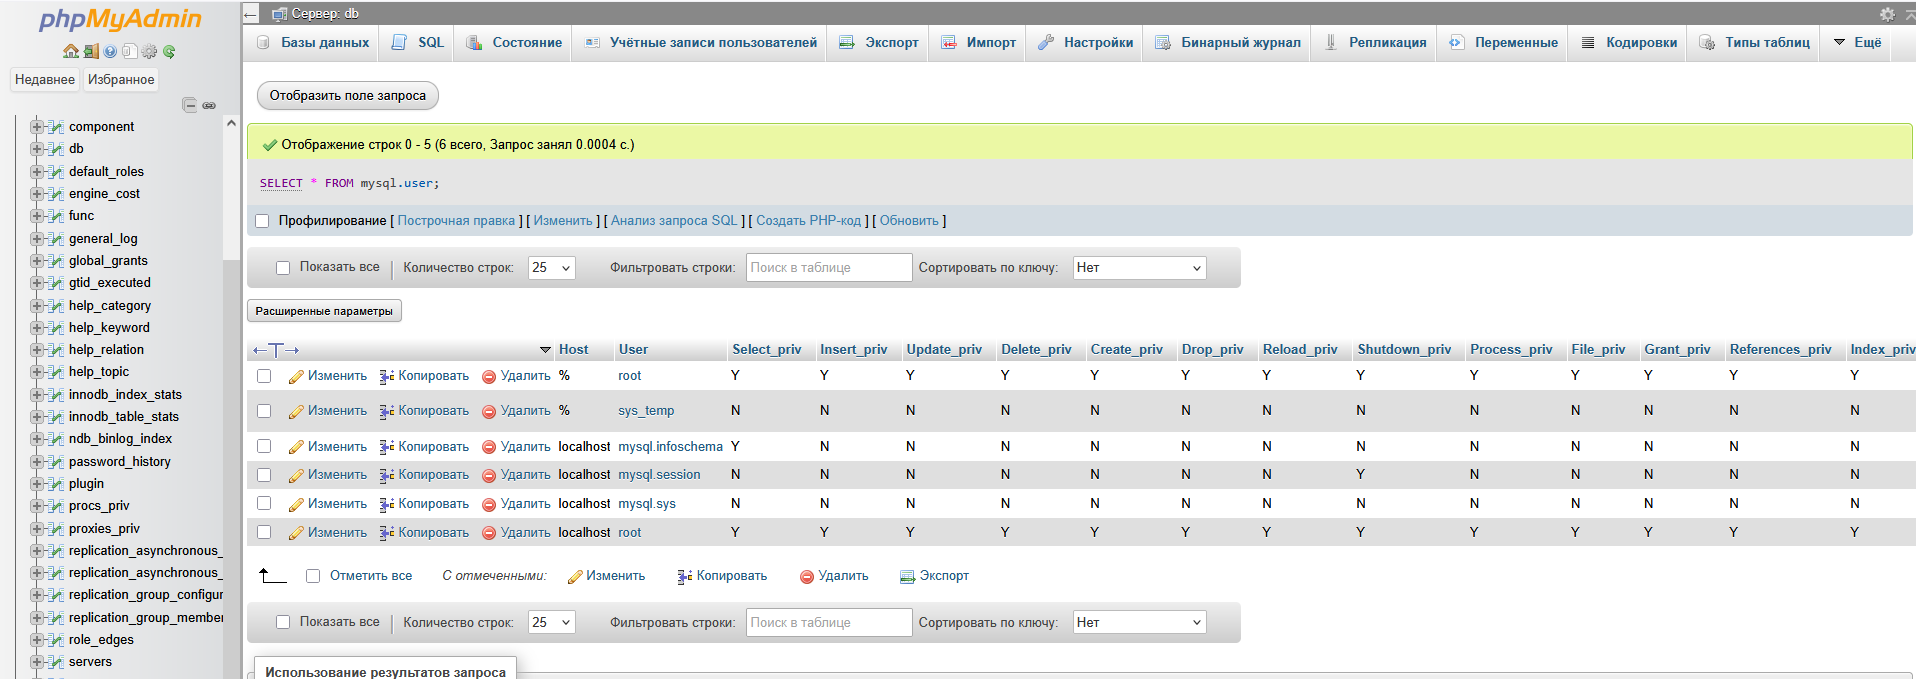 phpMyAdmin
Недавнее Избранное
component
db
default_roles
engine_cost
func
general_log
global_grants
gtid_executed
help_category
help_keyword
help_relation
help_topic
innodb_index_stats
innodb_table_stats
ndb_binlog_index
password_history
plugin
procs_priv
proxies_priv
replication_asynchronous_
replication_asynchronous_
replication_group_configur
replication_group_member
role_edges
servers
Сервер: db
Базы данных SQL Состояние Учётные записи пользователей Экспорт Импорт Настройки Бинарный журнал Репликация Переменные Кодировки Типы таблиц Ещё
Отобразить поле запроса
Отображение строк 0 - 5 (6 всего, Запрос занял 0.0004 с.)
SELECT * FROM mysql.user;
Профилирование [ Построчная правка ] [ Изменить ] [ Анализ запроса SQL ] [ Создать PHP-код ] [ Обновить ]
Показать все | Количество строк: 25 Фильтровать строки: Поиск в таблице Сортировать по ключу: Нет
Расширенные параметры
←T→ Host User Select_priv Insert_priv Update_priv Delete_priv Create_priv Drop_priv Reload_priv Shutdown_priv Process_priv File_priv Grant_priv References_priv Index_priv
Изменить Копировать Удалить % root Y Y Y Y Y Y Y Y Y Y Y Y Y
Изменить Копировать Удалить % sys_temp N N N N N N N N N N N N N
Изменить Копировать Удалить localhost mysql.infoschema Y N N N N N N N N N N N N
Изменить Копировать Удалить localhost mysql.session N N N N N N N Y N N N N N
Изменить Копировать Удалить localhost mysql.sys N N N N N N N N N N N N N
Изменить Копировать Удалить localhost root Y Y Y Y Y Y Y Y Y Y Y Y Y
Отметить все С отмеченными: Изменить Копировать Удалить Экспорт
Показать все | Количество строк: 25 Фильтровать строки: Поиск в таблице Сортировать по ключу: Нет
Использование результатов запроса